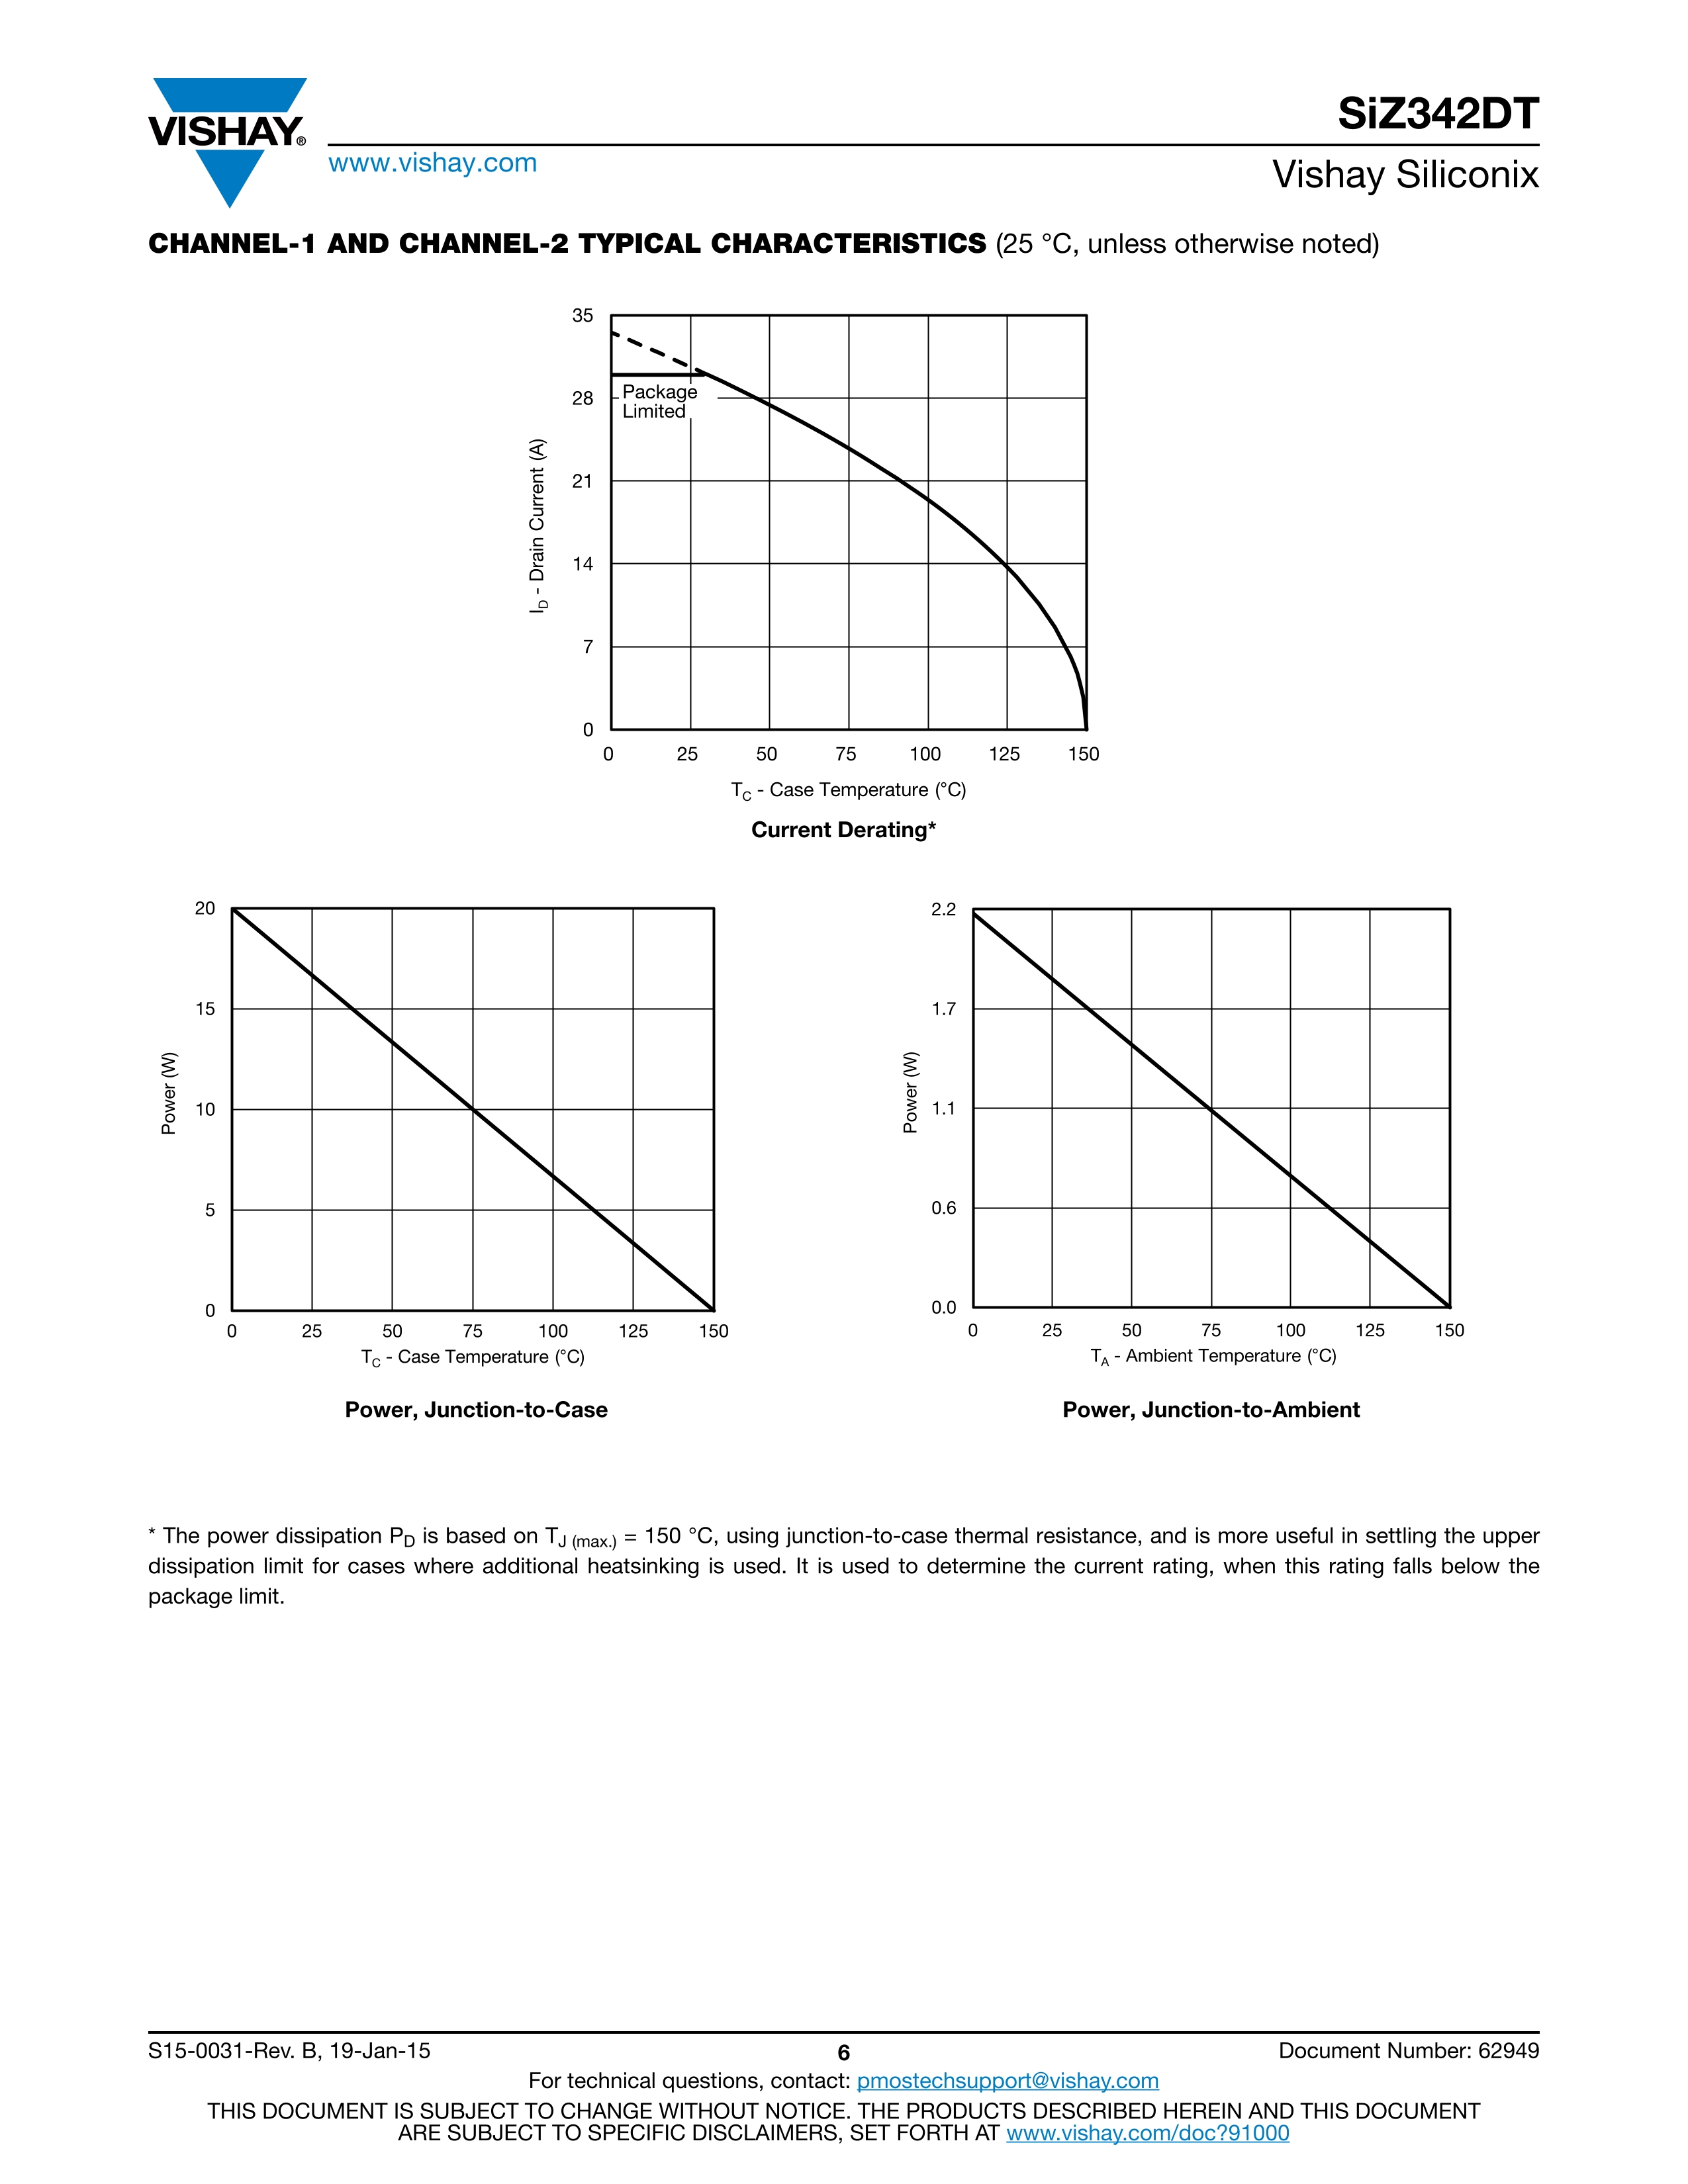 VISHAY®
www.vishay.com
SiZ342DT
Vishay Siliconix
CHANNEL-1 AND CHANNEL-2 TYPICAL CHARACTERISTICS (25 °C, unless otherwise noted)
35
28
21
14
7
0
ID - Drain Current (A)
Package
Limited
0 25 50 75 100 125 150
TC - Case Temperature (°C)
Current Derating*
20
15
10
5
0
Power (W)
0 25 50 75 100 125 150
TC - Case Temperature (°C)
Power, Junction-to-Case
2.2
1.7
1.1
0.6
0.0
Power (W)
0 25 50 75 100 125 150
TA - Ambient Temperature (°C)
Power, Junction-to-Ambient
* The power dissipation PD is based on TJ (max.) = 150 °C, using junction-to-case thermal resistance, and is more useful in settling the upper
dissipation limit for cases where additional heatsinking is used. It is used to determine the current rating, when this rating falls below the
package limit.
S15-0031-Rev. B, 19-Jan-15 6 Document Number: 62949
For technical questions, contact: pmostechsupport@vishay.com
THIS DOCUMENT IS SUBJECT TO CHANGE WITHOUT NOTICE. THE PRODUCTS DESCRIBED HEREIN AND THIS DOCUMENT
ARE SUBJECT TO SPECIFIC DISCLAIMERS, SET FORTH AT www.vishay.com/doc?91000